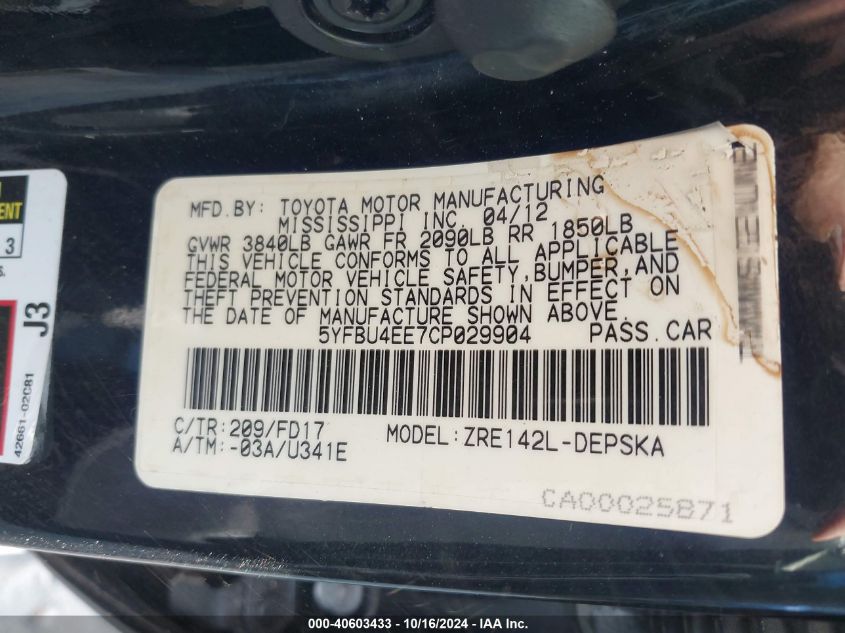 MFD.BY: TOYOTA MOTOR MANUFACTURING
MISSISSIPPI INC. 04/12
GVWR 3840LB GAWR FR 2090LB RR 1850LB
THIS VEHICLE CONFORMS TO ALL APPLICABLE
FEDERAL MOTOR VEHICLE SAFETY, BUMPER, AND
THEFT PREVENTION STANDARDS IN EFFECT ON
THE DATE OF MANUFACTURE SHOWN ABOVE.
5YFBU4EE7CP029904 PASS.CAR
C/TR:209/FD17 MODEL:ZRE142L-DEPSKA
A/TM:-03A/U341E
CA00025871
3
J3
42661-02C81
000-40603433 - 10/16/2024 - IAAI.com